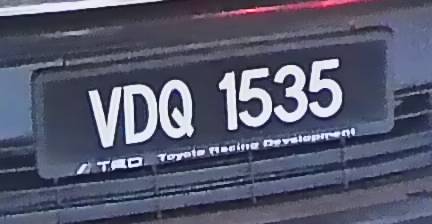 VDQ 1535
TRD Toyota Racing Development